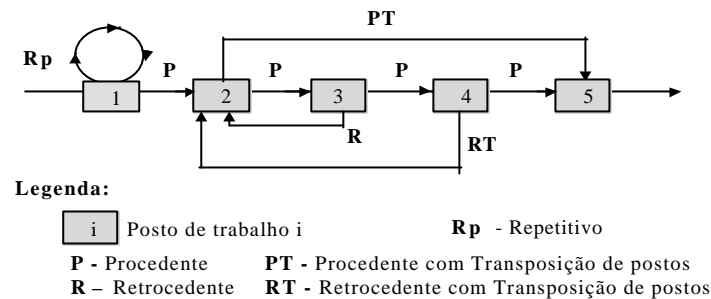 PT
Rp
P
P
P
P
1
2
3
4
5
R
RT
Legenda:
i Posto de trabalho i Rp - Repetitivo
P - Procedente PT - Procedente com Transposição de postos
R – Retrocedente RT - Retrocedente com Transposição de postos